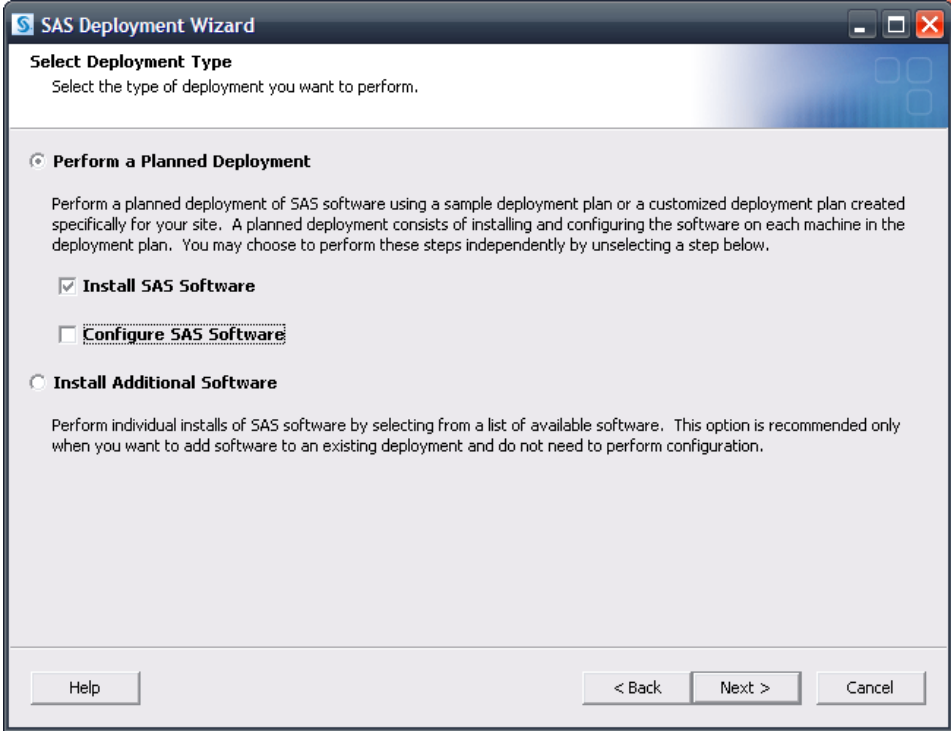 SAS Deployment Wizard
Select Deployment Type
Select the type of deployment you want to perform.
Perform a Planned Deployment
Perform a planned deployment of SAS software using a sample deployment plan or a customized deployment plan created
specifically for your site.  A planned deployment consists of installing and configuring the software on each machine in the
deployment plan.  You may choose to perform these steps independently by unselecting a step below.
Install SAS Software
Configure SAS Software
Install Additional Software
Perform individual installs of SAS software by selecting from a list of available software.  This option is recommended only
when you want to add software to an existing deployment and do not need to perform configuration.
Help
< Back
Next >
Cancel